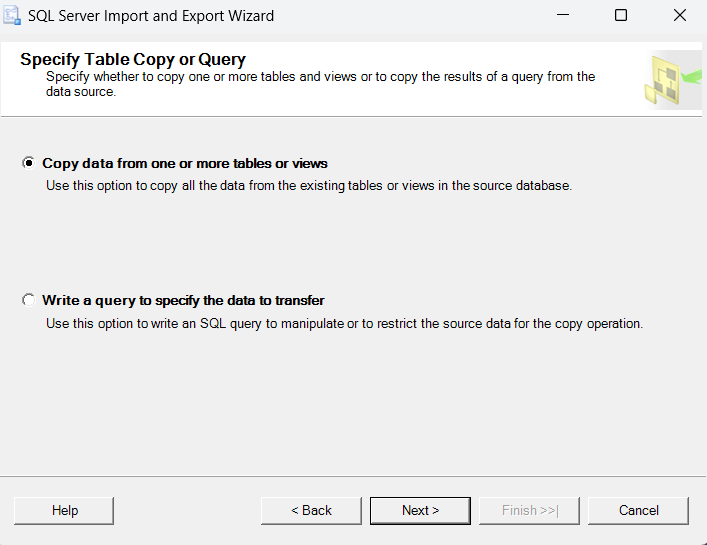 SQL Server Import and Export Wizard
Specify Table Copy or Query
Specify whether to copy one or more tables and views or to copy the results of a query from the
data source.
Copy data from one or more tables or views
Use this option to copy all the data from the existing tables or views in the source database.
Write a query to specify the data to transfer
Use this option to write an SQL query to manipulate or to restrict the source data for the copy operation.
Help
< Back
Next >
Finish >>|
Cancel